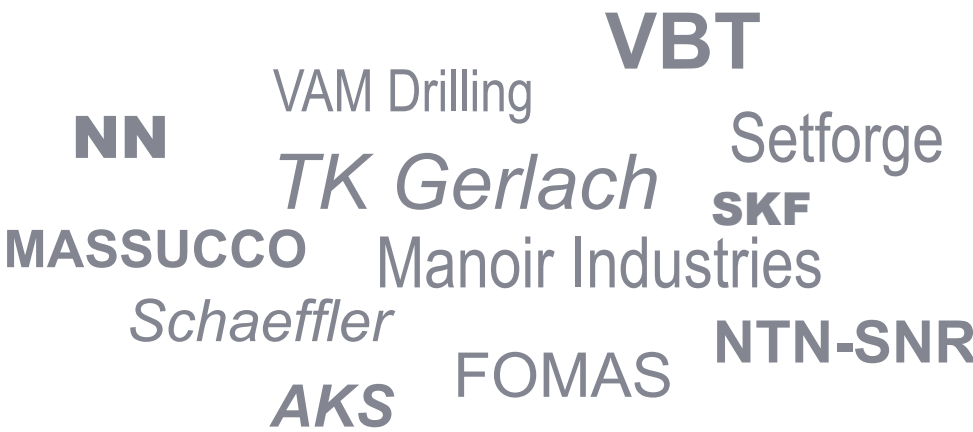 VBT
VAM Drilling
NN
Setforge
TK Gerlach
SKF
MASSUCCO
Manoir Industries
Schaeffler
NTN-SNR
FOMAS
AKS